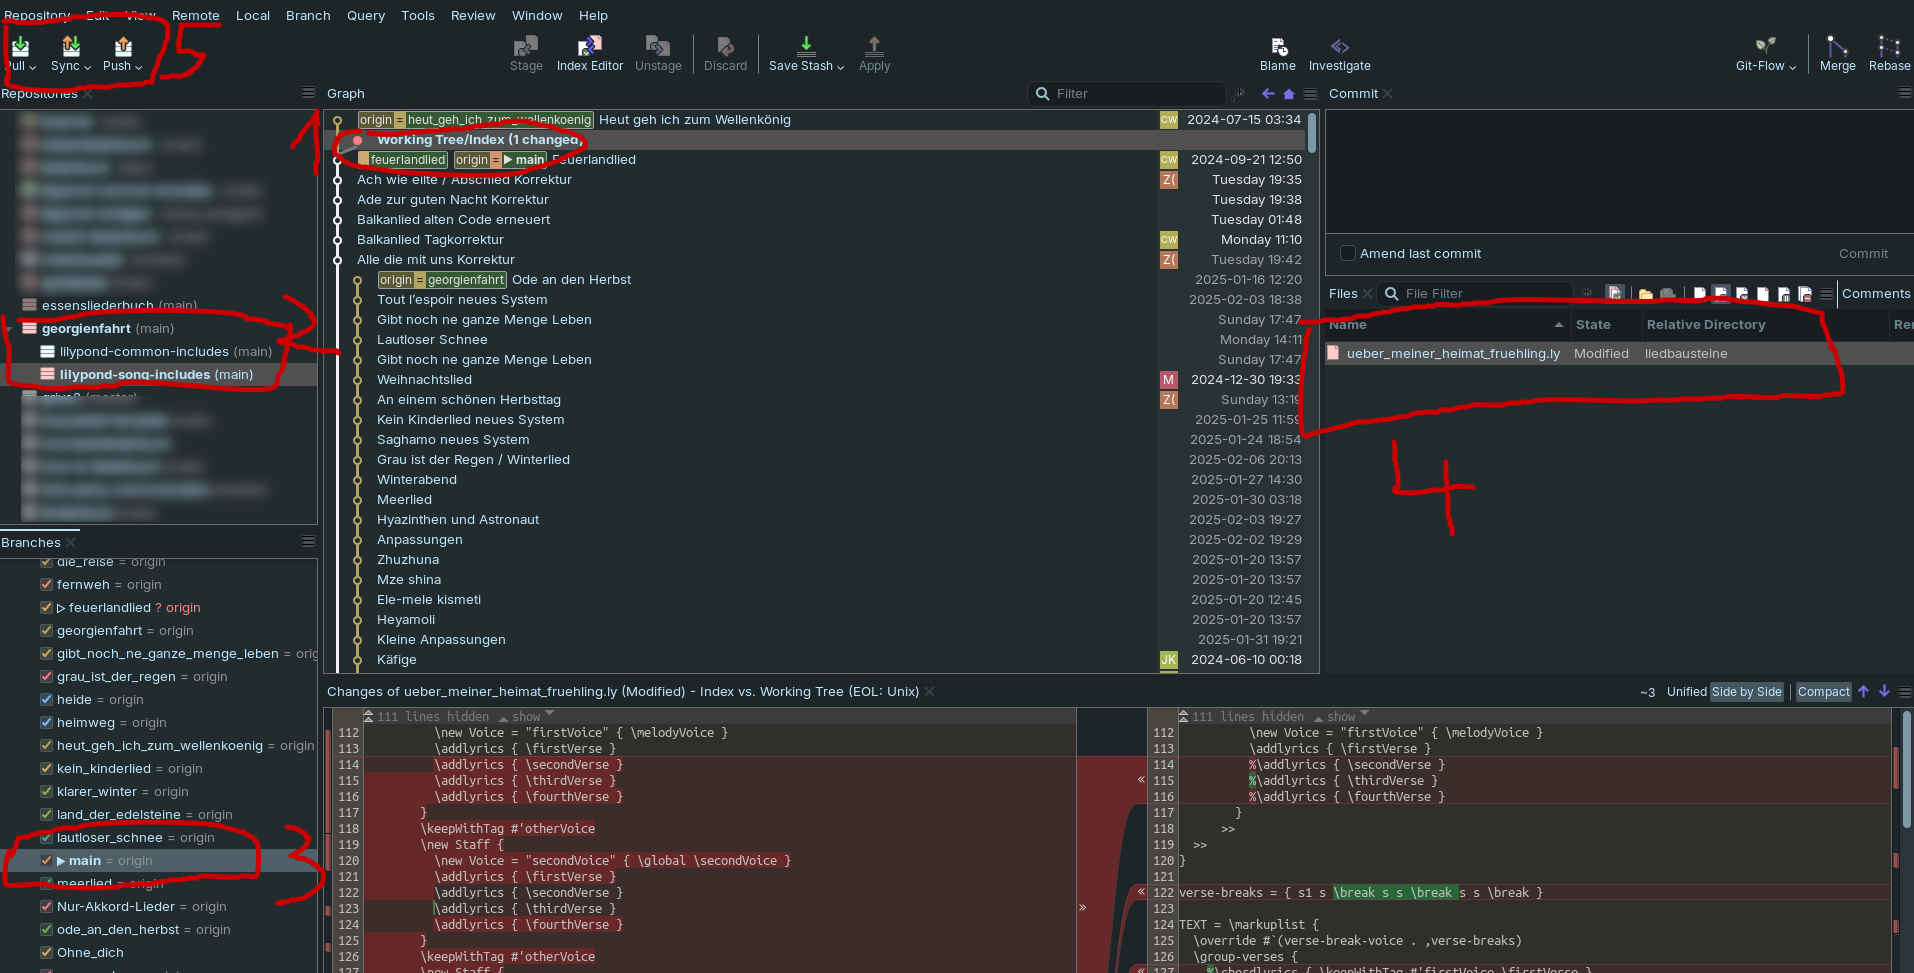 Repository Edit View Remote Local Branch Query Tools Review Window Help
5
Pull Sync Push Stage Index Editor Unstage Discard Save Stash Apply Blame Investigate Git-Flow Merge Rebase
Repositories
essensliederbuch (main)
georgienfahrt (main)
lilypond-common-includes (main)
lilypond-song-includes (main)
2
Branches
die_reise = origin
fernweh = origin
feuerlandlied ? origin
georgienfahrt = origin
gibt_noch_ne_ganze_menge_leben = orig
grau_ist_der_regen = origin
heide = origin
heimweg = origin
heut_geh_ich_zum_wellenkoenig = origin
kein_kinderlied = origin
klarer_winter = origin
land_der_edelsteine = origin
lautloser_schnee = origin
main = origin
meerlied = origin
Nur-Akkord-Lieder = origin
ode_an_den_herbst = origin
Ohne_dich
3
Graph Filter .*
1
origin = heut_geh_ich_zum_wellenkoenig Heut geh ich zum Wellenkönig CW 2024-07-15 03:34
Working Tree/Index (1 changed)
feuerlandlied origin = main Feuerlandlied CW 2024-09-21 12:50
Ach wie eilte / Abschied Korrektur Z( Tuesday 19:35
Ade zur guten Nacht Korrektur Tuesday 19:38
Balkanlied alten Code erneuert Tuesday 01:48
Balkanlied Tagkorrektur CW Monday 11:10
Alle die mit uns Korrektur Z( Tuesday 19:42
origin = georgienfahrt Ode an den Herbst 2025-01-16 12:20
Tout l'espoir neues System 2025-02-03 18:38
Gibt noch ne ganze Menge Leben Sunday 17:47
Lautloser Schnee Monday 14:11
Gibt noch ne ganze Menge Leben Sunday 17:47
Weihnachtslied M 2024-12-30 19:33
An einem schönen Herbsttag Z( Sunday 13:19
Kein Kinderlied neues System 2025-01-25 11:59
Saghamo neues System 2025-01-24 18:54
Grau ist der Regen / Winterlied 2025-02-06 20:13
Winterabend 2025-01-27 14:30
Meerlied 2025-01-30 03:18
Hyazinthen und Astronaut 2025-02-03 19:27
Anpassungen 2025-02-02 19:29
Zhuzhuna 2025-01-20 13:57
Mze shina 2025-01-20 13:57
Ele-mele kismeti 2025-01-20 12:45
Heyamoli 2025-01-20 13:57
Kleine Anpassungen 2025-01-31 19:21
Käfige JK 2024-06-10 00:18
Commit
Amend last commit Commit
Files File Filter .* Comments
Name State Relative Directory Rer
ueber_meiner_heimat_fruehling.ly Modified liedbausteine
4
Changes of ueber_meiner_heimat_fruehling.ly (Modified) - Index vs. Working Tree (EOL: Unix) ~3 Unified Side by Side Compact
111 lines hidden show
112 \new Voice = "firstVoice" { \melodyVoice }
113 \addlyrics { \firstVerse }
114 \addlyrics { \secondVerse }
115 \addlyrics { \thirdVerse }
116 \addlyrics { \fourthVerse }
117 }
118 \keepWithTag #'otherVoice
119 \new Staff {
120 \new Voice = "secondVoice" { \global \secondVoice }
121 \addlyrics { \firstVerse }
122 \addlyrics { \secondVerse }
123 \addlyrics { \thirdVerse }
124 \addlyrics { \fourthVerse }
125 }
126 \keepWithTag #'otherVoice
127 \new Staff {
111 lines hidden show
112 \new Voice = "firstVoice" { \melodyVoice }
113 \addlyrics { \firstVerse }
114 %\addlyrics { \secondVerse }
115 %\addlyrics { \thirdVerse }
116 %\addlyrics { \fourthVerse }
117 }
118 >>
119 >>
120 }
121
122 verse-breaks = { s1 s \break s s \break s s \break }
123
124 TEXT = \markuplist {
125 \override #`(verse-break-voice . ,verse-breaks)
126 \group-verses {
127 %\chordlyrics { \keepWithTag #'firstVoice \firstVerse }